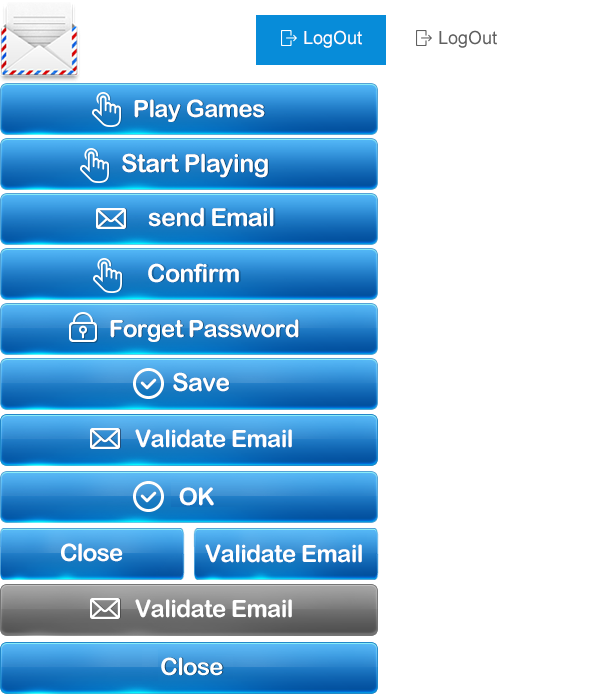 LogOut LogOut
Play Games
Start Playing
send Email
Confirm
Forget Password
Save
Validate Email
OK
Close Validate Email
Validate Email
Close